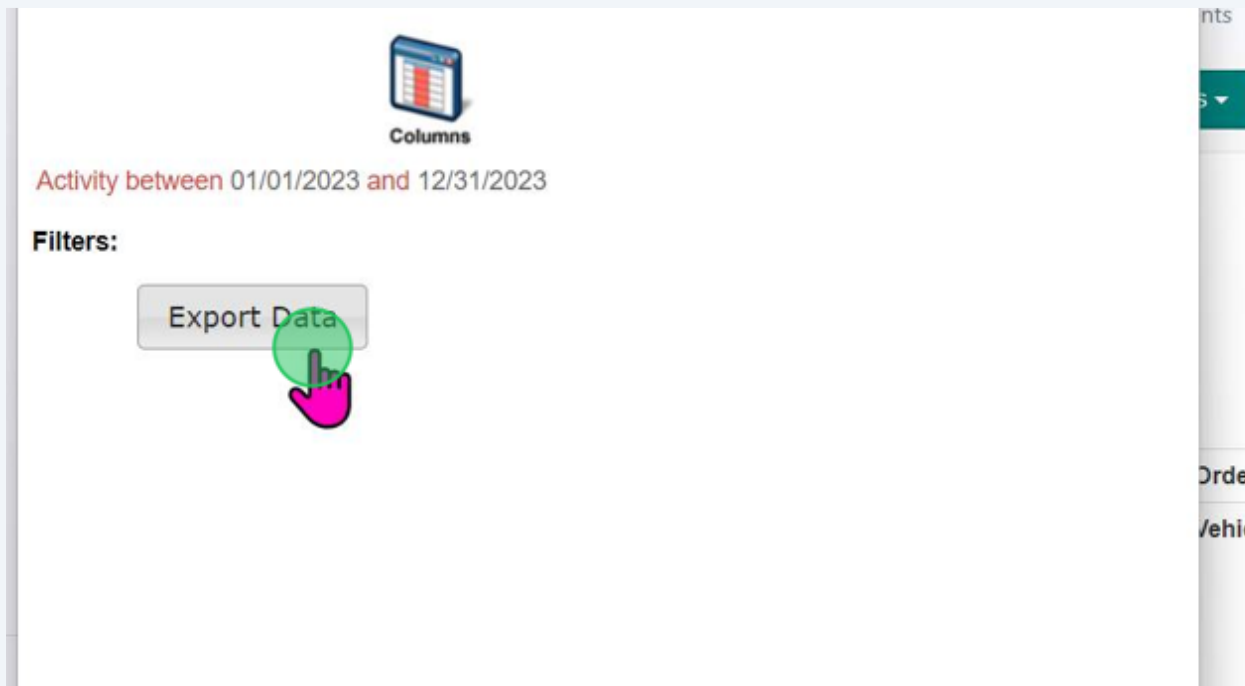 nts
s
Columns
Activity between 01/01/2023 and 12/31/2023
Filters:
Export Data
Orde
Vehi